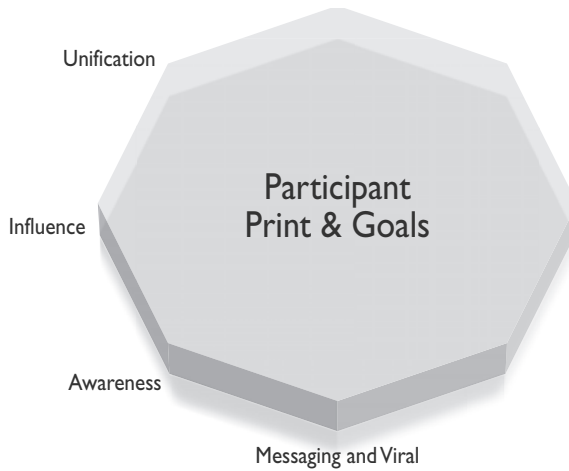 Unification
Participant
Print & Goals
Influence
Awareness
Messaging and Viral